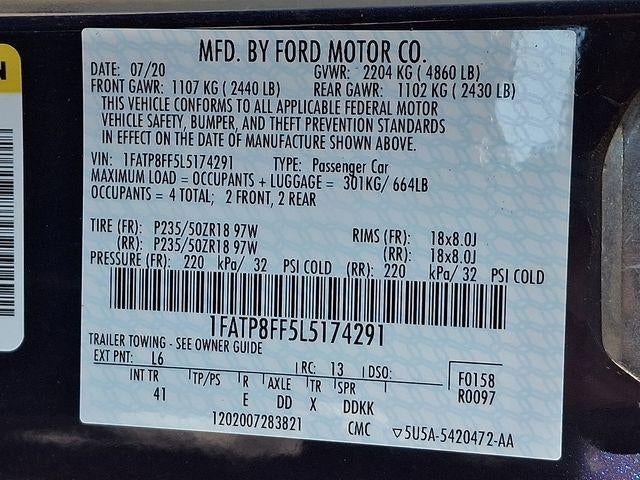 MFD. BY FORD MOTOR CO.
DATE: 07/20 GVWR: 2204 KG ( 4860 LB)
FRONT GAWR: 1107 KG ( 2440 LB) REAR GAWR: 1102 KG ( 2430 LB)
THIS VEHICLE CONFORMS TO ALL APPLICABLE FEDERAL MOTOR
VEHICLE SAFETY, BUMPER, AND THEFT PREVENTION STANDARDS
IN EFFECT ON THE DATE OF MANUFACTURE SHOWN ABOVE.
VIN: 1FATP8FF5L5174291 TYPE: Passenger Car
MAXIMUM LOAD = OCCUPANTS + LUGGAGE = 301KG/ 664LB
OCCUPANTS = 4 TOTAL; 2 FRONT, 2 REAR
TIRE (FR): P235/50ZR18 97W RIMS (FR): 18x8.0J
(RR): P235/50ZR18 97W (RR): 18x8.0J
PRESSURE (FR): 220 kPa/ 32 PSI COLD (RR): 220 kPa/ 32 PSI COLD
1FATP8FF5L5174291
TRAILER TOWING - SEE OWNER GUIDE
EXT PNT: L6 RC: 13 DSO: F0158
INT TR TP/PS R AXLE TR SPR R0097
41 E DD X DDKK
1202007283821 CMC ▽5U5A-5420472-AA
N